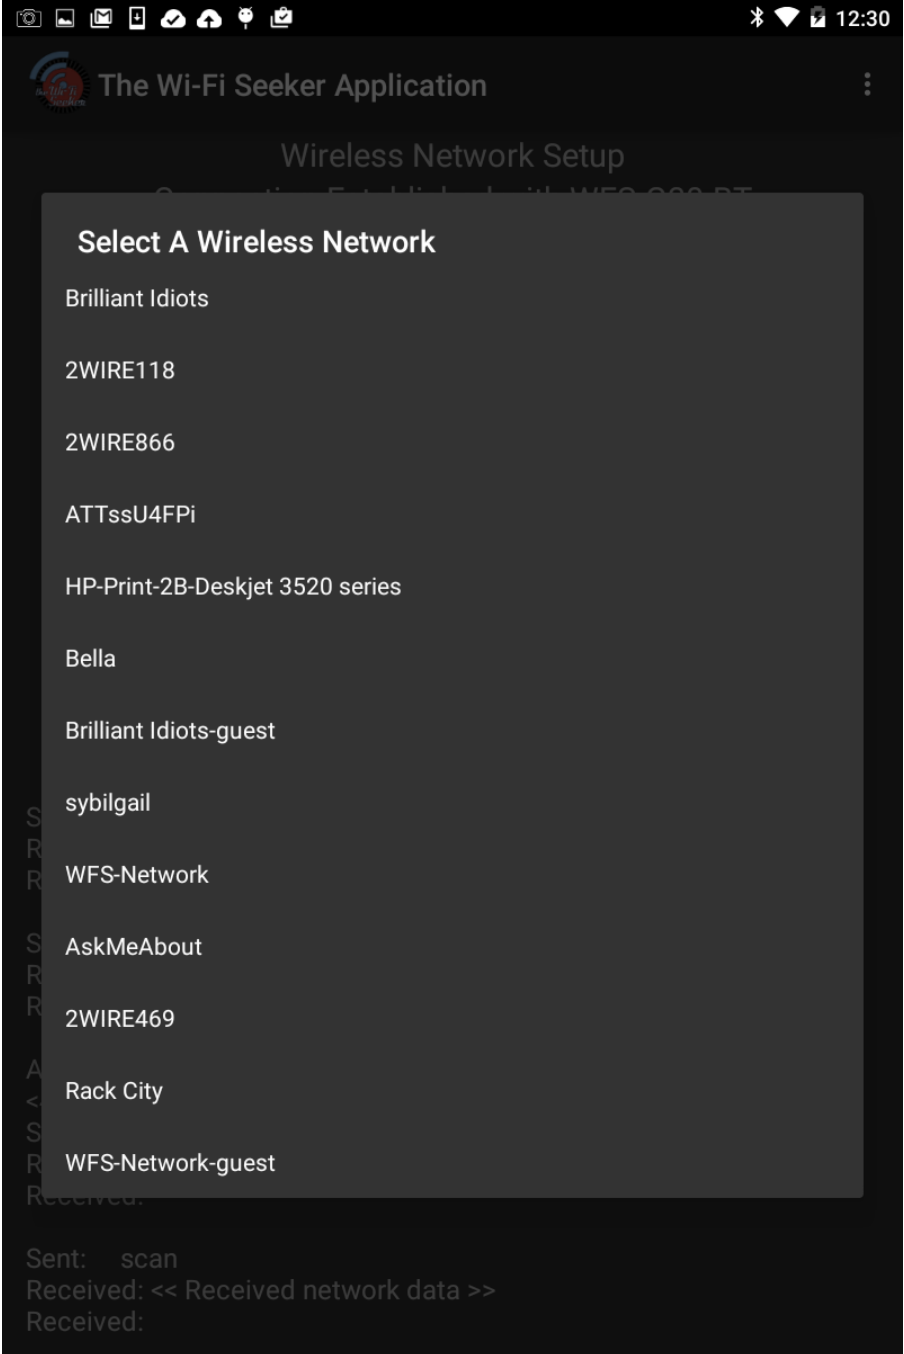 12:30
The Wi-Fi Seeker Application
Wireless Network Setup
Select A Wireless Network
Brilliant Idiots
2WIRE118
2WIRE866
ATTssU4FPi
HP-Print-2B-Deskjet 3520 series
Bella
Brilliant Idiots-guest
sybilgail
WFS-Network
AskMeAbout
2WIRE469
Rack City
WFS-Network-guest
Received:
Sent: scan
Received: << Received network data >>
Received: